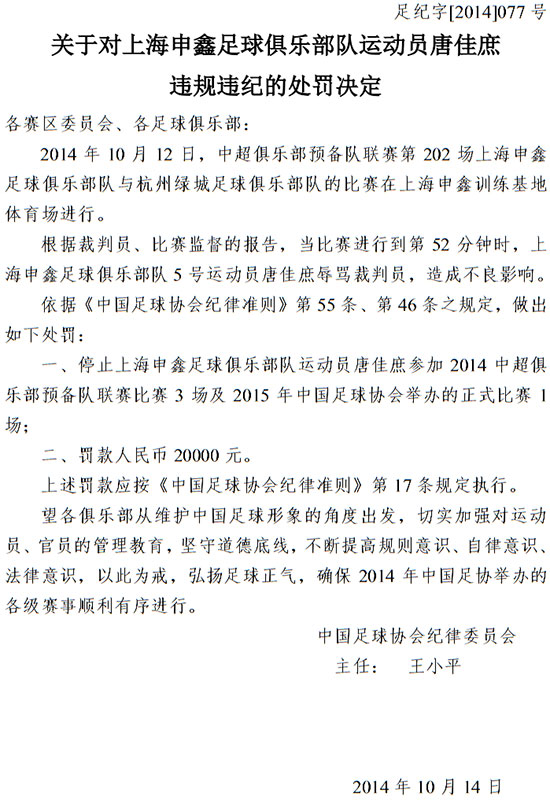 足纪字[2014]077 号
关于对上海申鑫足球俱乐部队运动员唐佳庶
违规违纪的处罚决定
各赛区委员会、各足球俱乐部：
2014 年 10 月 12 日，中超俱乐部预备队联赛第 202 场上海申鑫
足球俱乐部队与杭州绿城足球俱乐部队的比赛在上海申鑫训练基地
体育场进行。
根据裁判员、比赛监督的报告，当比赛进行到第 52 分钟时，上
海申鑫足球俱乐部队 5 号运动员唐佳庶辱骂裁判员，造成不良影响。
依据《中国足球协会纪律准则》第 55 条、第 46 条之规定，做出
如下处罚：
一、停止上海申鑫足球俱乐部队运动员唐佳庶参加 2014 中超俱
乐部预备队联赛比赛 3 场及 2015 年中国足球协会举办的正式比赛 1
场；
二、罚款人民币 20000 元。
上述罚款应按《中国足球协会纪律准则》第 17 条规定执行。
望各俱乐部从维护中国足球形象的角度出发，切实加强对运动
员、官员的管理教育，坚守道德底线，不断提高规则意识、自律意识、
法律意识，以此为戒，弘扬足球正气，确保 2014 年中国足协举办的
各级赛事顺利有序进行。
中国足球协会纪律委员会
主任： 王小平
2014 年 10 月 14 日